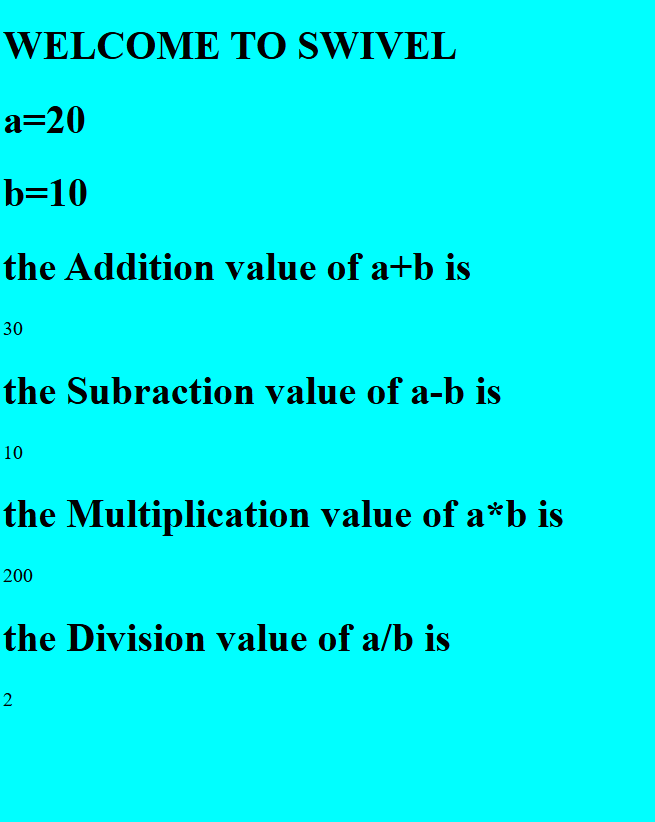 WELCOME TO SWIVEL
a=20
b=10
the Addition value of a+b is
30
the Subraction value of a-b is
10
the Multiplication value of a*b is
200
the Division value of a/b is
2